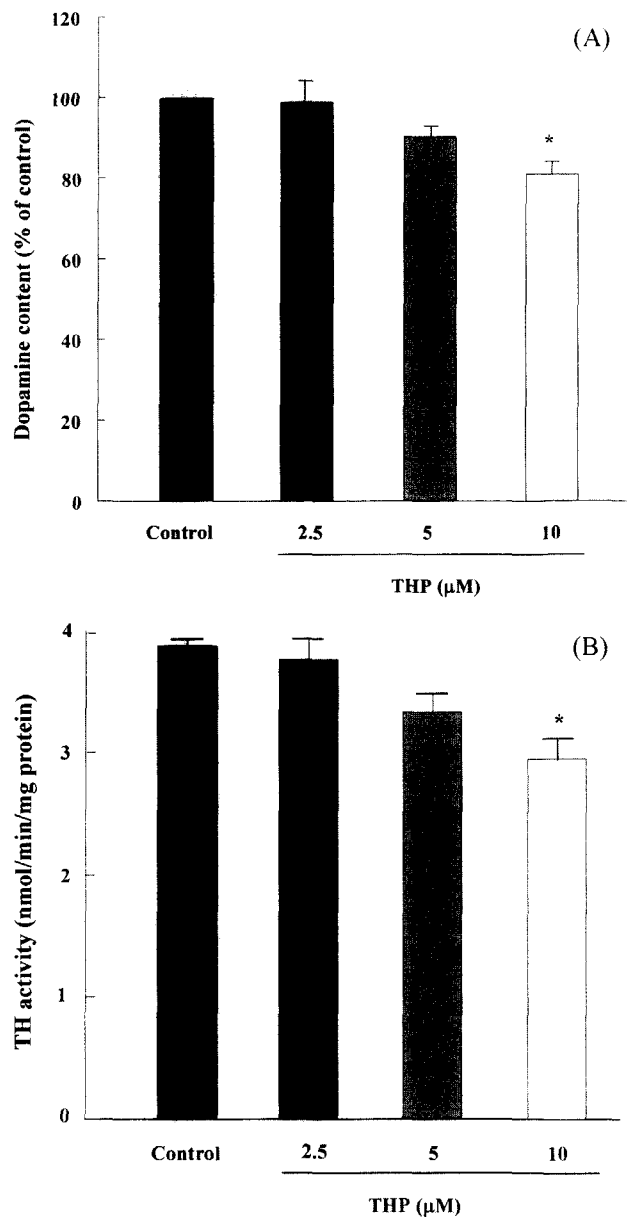 (A)
Dopamine content (% of control)
120
100
80
60
40
20
0
*
Control 2.5 5 10
THP (μM)
(B)
TH activity (nmol/min/mg protein)
4
3
2
1
0
*
Control 2.5 5 10
THP (μM)